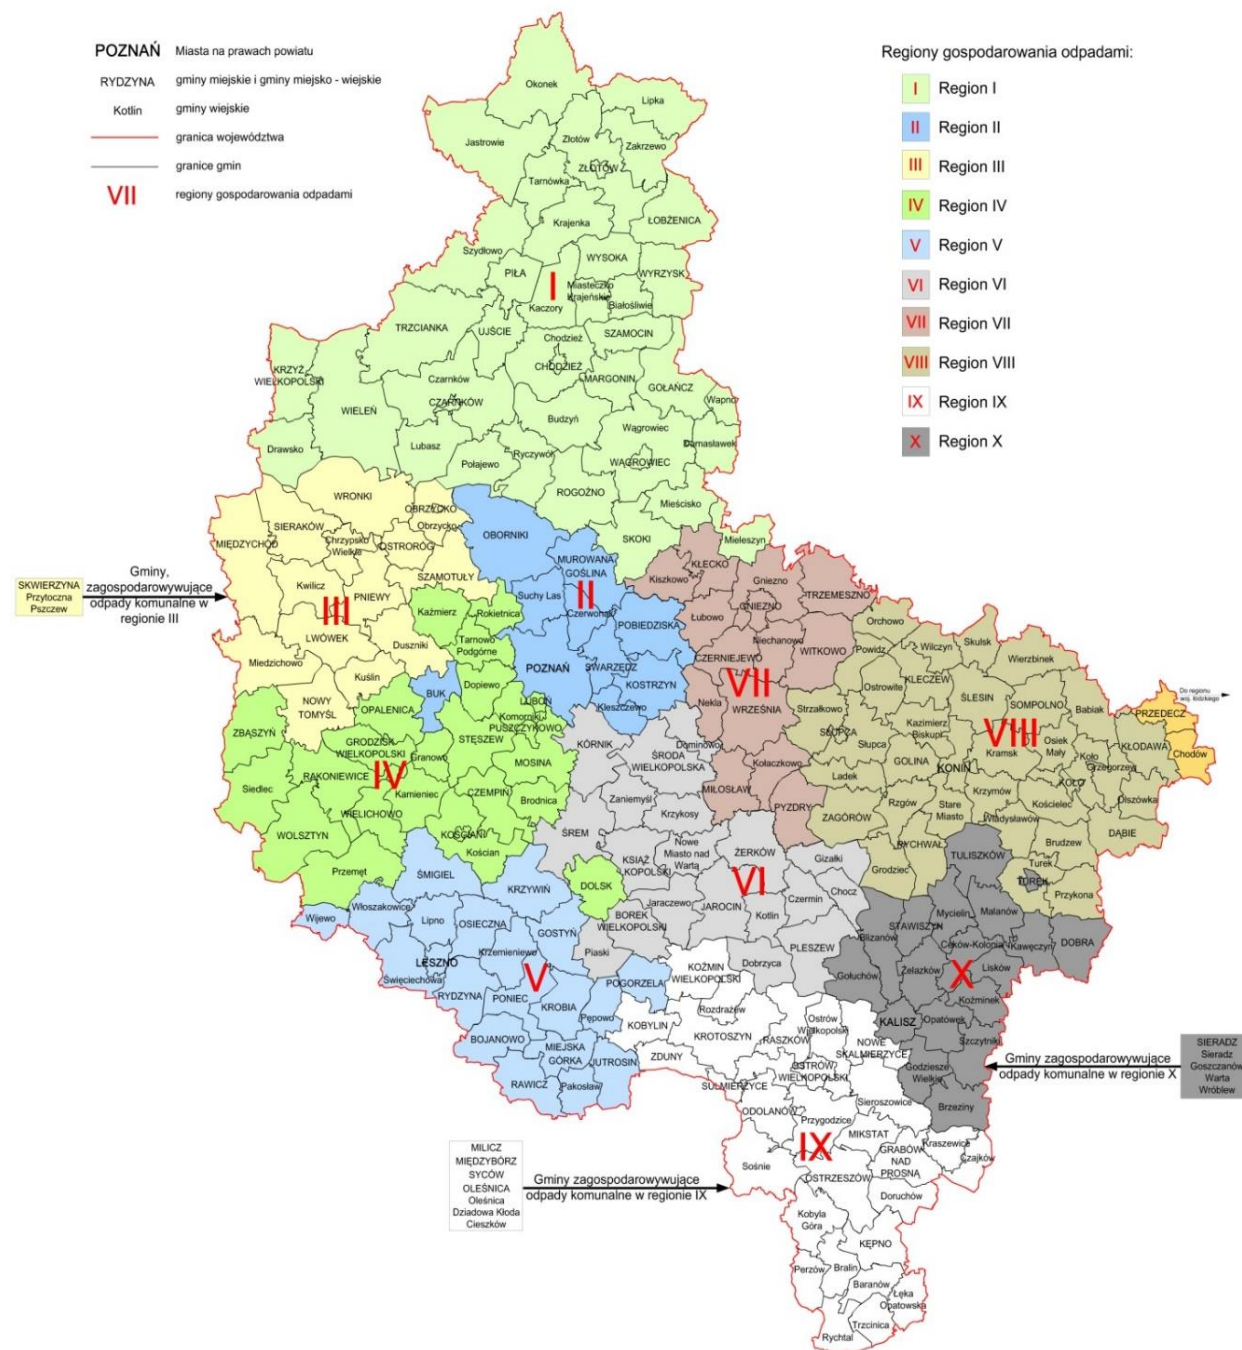 POZNAŃ Miasta na prawach powiatu
RYDZYNA gminy miejskie i gminy miejsko - wiejskie
Kotlin gminy wiejskie
granica województwa
granice gmin
VII regiony gospodarowania odpadami
Regiony gospodarowania odpadami:
I Region I
II Region II
III Region III
IV Region IV
V Region V
VI Region VI
VII Region VII
VIII Region VIII
IX Region IX
X Region X
Okonek
Lipka
Jastrowie
Złotów
Zakrzewo
ZŁOTÓW
Tarnówka
Krajenka
ŁOBŻENICA
Szydłowo
WYSOKA
PIŁA
WYRZYSK
I
Miasteczko
Krajeńskie
Białośliwie
Kaczory
TRZCIANKA
UJŚCIE
SZAMOCIN
Chodzież
CHODZIEŻ
KRZYŻ
WIELKOPOLSKI
MARGONIN
GOŁAŃCZ
Czarnków
CZARNKÓW
Wapno
WIELEŃ
Budzyń
Wągrowiec
Damasławek
Drawsko
Lubasz
Ryczywół
Połajewo
WĄGROWIEC
ROGOŹNO
Mieścisko
SKOKI
Mieleszyn
WRONKI
OBRZYCKO
Obrzycko
SIERAKÓW
MIĘDZYCHÓD
Chrzypsko
Wielkie
OSTRORÓG
SZAMOTUŁY
Kwilicz
PNIEWY
III
LWÓWEK
Duszniki
Miedzichowo
Kuślin
NOWY
TOMYŚL
SKWIERZYNA
Przytoczna
Pszczew
Gminy,
zagospodarowywujące
odpady komunalne w
regionie III
OBORNIKI
MUROWANA
GOŚLINA
II
Suchy Las
Czerwonak
POBIEDZISKA
POZNAŃ
SWARZĘDZ
KOSTRZYN
Kleszczewo
BUK
Kaźmierz
Rokietnica
Tarnowo
Podgórne
Dopiewo
LUBOŃ
Komorniki
PUSZCZYKOWO
OPALENICA
STĘSZEW
ZBĄSZYŃ
GRODZISK
WIELKOPOLSKI
Granowo
MOSINA
RAKONIEWICE
IV
Siedlec
Kamieniec
CZEMPIŃ
Brodnica
WIELICHOWO
WOLSZTYN
KOŚCIAN
Kościan
Przemęt
DOLSK
KŁECKO
Kiszkowo
Gniezno
TRZEMESZNO
GNIEZNO
Łubowo
Niechanowo
CZERNIEJEWO
WITKOWO
VII
Nekla
WRZEŚNIA
Kołaczkowo
MIŁOSŁAW
PYZDRY
Orchowo
Powidz
Wilczyn
Skulsk
Wierzbinek
KLECZEW
Ostrowite
ŚLESIN
SOMPOLNO
Babiak
Strzałkowo
SŁUPCA
Słupca
Kazimierz
Biskupi
VIII
Kramsk
Osiek
Mały
KŁODAWA
PRZEDECZ
Chodów
Do regionu
woj. łódzkiego
GOLINA
KONIN
Koło
KOŁO
Grzegorzew
Lądek
Krzymów
Olszówka
Rzgów
Stare
Miasto
Kościelec
ZAGÓRÓW
Władysławów
DĄBIE
RYCHWAŁ
Brudzew
Grodziec
Turek
TUREK
Przykona
KÓRNIK
Dominowo
ŚRODA
WIELKOPOLSKA
Zaniemyśl
Krzykosy
ŚREM
Nowe
Miasto nad
Wartą
ŻERKÓW
Gizałki
KSIĄŻ
WIELKOPOLSKI
VI
Chocz
Jaraczewo
JAROCIN
Czermin
Kotlin
BOREK
WIELKOPOLSKI
PLESZEW
Piaski
Dobrzyca
ŚMIGIEL
KRZYWIŃ
Wijewo
Włoszakowice
Lipno
OSIECZNA
GOSTYŃ
Krzemieniewo
LESZNO
Święciechowa
V
POGORZELA
RYDZYNA
PONIEC
KROBIA
Pępowo
BOJANOWO
MIEJSKA
GÓRKA
JUTROSIN
RAWICZ
Pakosław
TULISZKÓW
Mycielin
Malanów
STAWISZYN
Blizanów
Ceków-Kolonia
Kawęczyn
DOBRA
Gołuchów
Żelazków
X
Lisków
Koźminek
KALISZ
Opatówek
Szczytniki
Godziesze
Wielkie
Brzeziny
Gminy zagospodarowywujące
odpady komunalne w regionie X
SIERADZ
Sieradz
Goszczanów
Warta
Wróblew
KOŹMIN
WIELKOPOLSKI
Rozdrażew
KOBYLIN
KROTOSZYN
Ostrów
Wielkopolski
RASZKÓW
NOWE
SKALMIERZYCE
ZDUNY
OSTRÓW
WIELKOPOLSKI
SULMIERZYCE
Sieroszewice
ODOLANÓW
Przygodzice
MIKSTAT
Kraszewice
IX
GRABÓW
NAD
PROSNĄ
Czajków
Sośnie
OSTRZESZÓW
Doruchów
Kobyla
Góra
KĘPNO
Perzów
Bralin
Baranów
Łęka
Opatowska
Trzcinica
Rychtal
MILICZ
MIĘDZYBÓRZ
SYCÓW
OLEŚNICA
Oleśnica
Dziadowa Kłoda
Cieszków
Gminy zagospodarowywujące
odpady komunalne w regionie IX